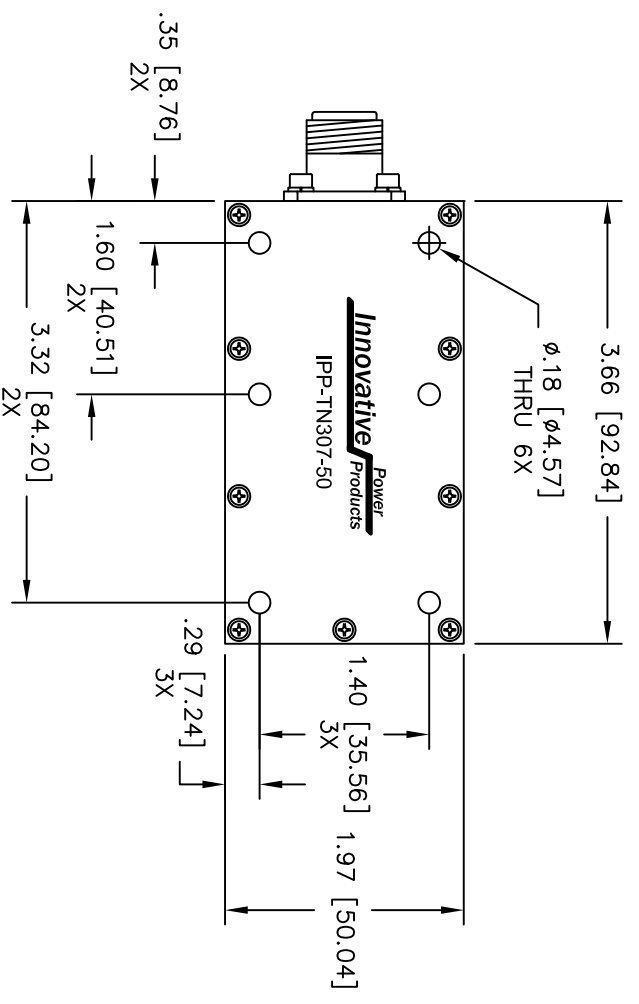 3.66 [92.84]
Ø.18 [Ø4.57]
THRU 6X
.35 [8.76]
2X
1.60 [40.51]
2X
3.32 [84.20]
2X
Innovative
Power
Products
IPP-TN307-50
1.40 [35.56]
3X
1.97 [50.04]
.29 [7.24]
3X